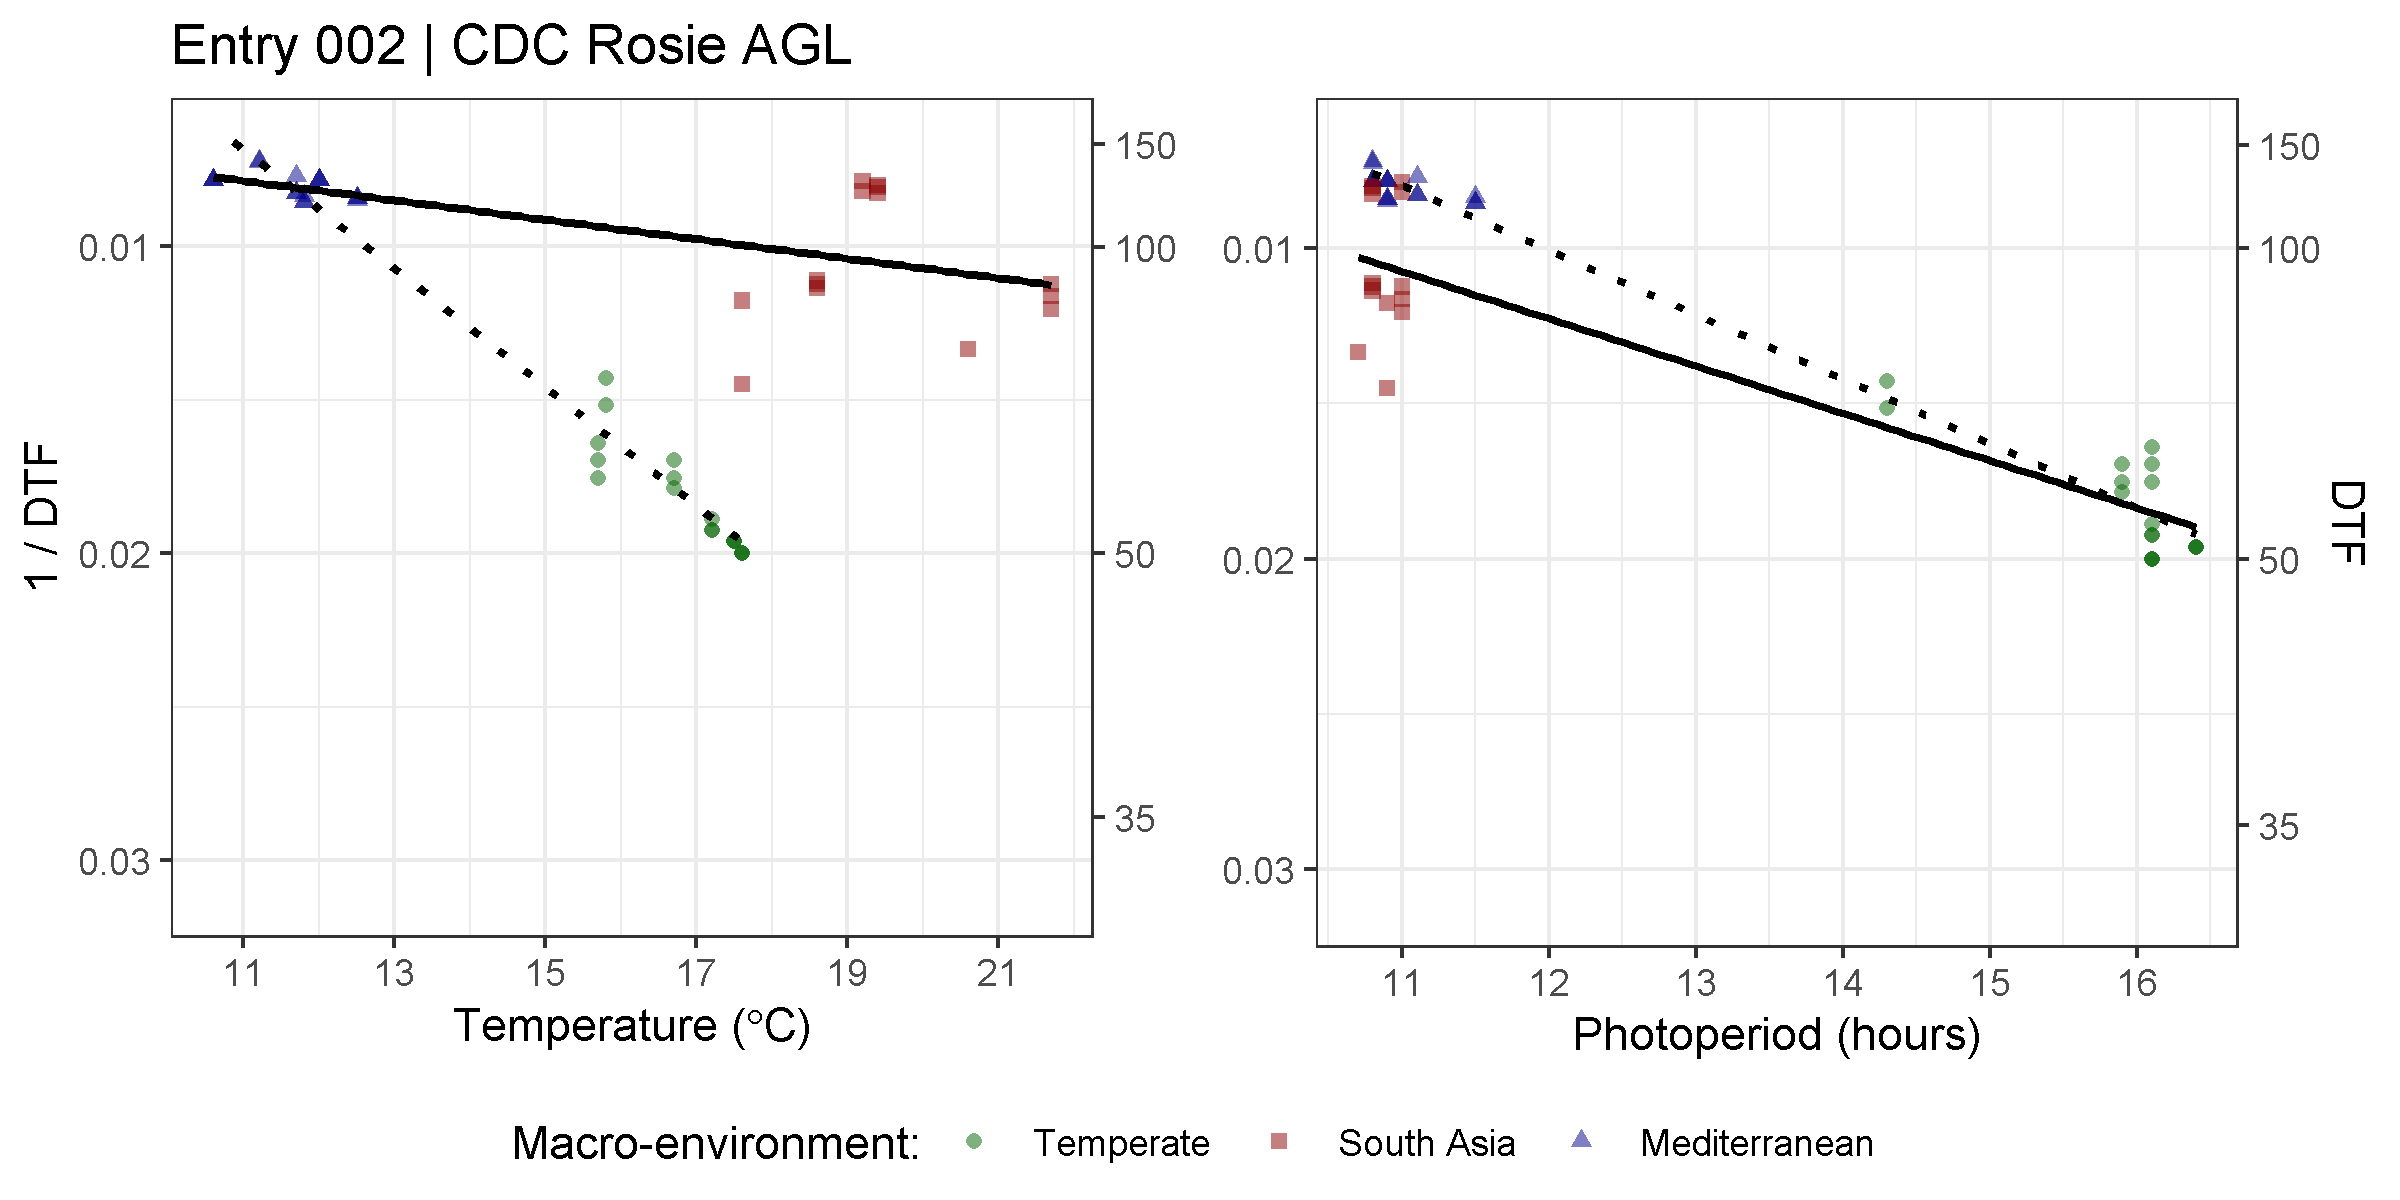 Entry 002 | CDC Rosie AGL
1 / DTF
0.01
0.02
0.03
150
100
50
35
11 13 15 17 19 21
Temperature (°C)
0.01
0.02
0.03
150
100
50
35
DTF
11 12 13 14 15 16
Photoperiod (hours)
Macro-environment: Temperate South Asia Mediterranean